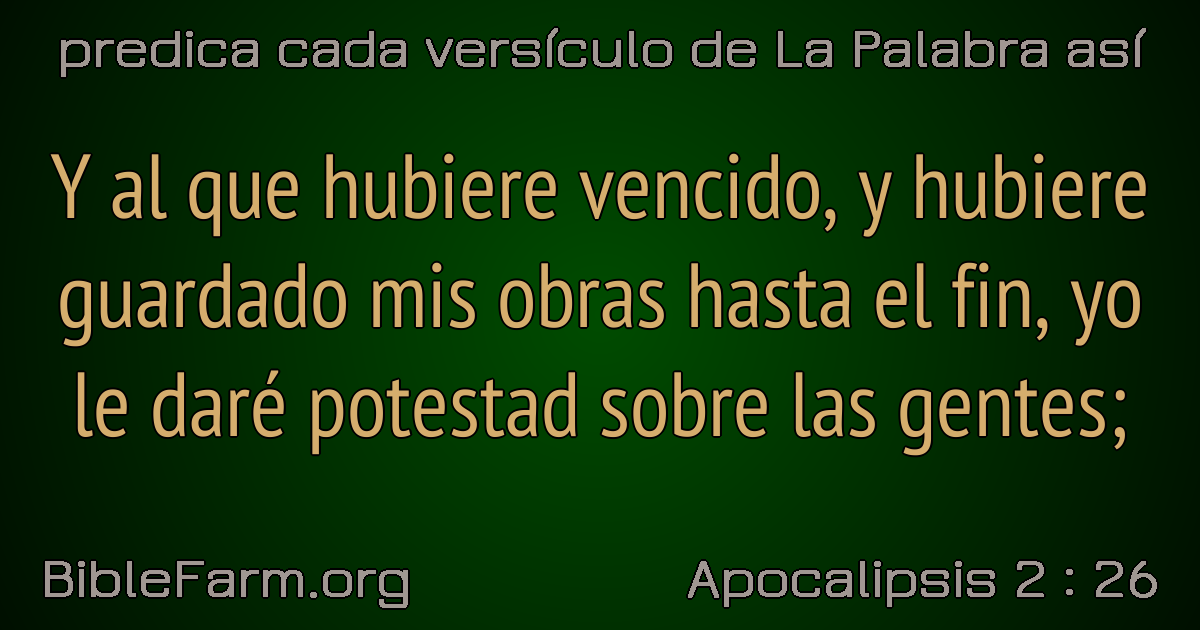 predica cada versículo de La Palabra así
Y al que hubiere vencido, y hubiere
guardado mis obras hasta el fin, yo
le daré potestad sobre las gentes;
BibleFarm.org
Apocalipsis 2 : 26